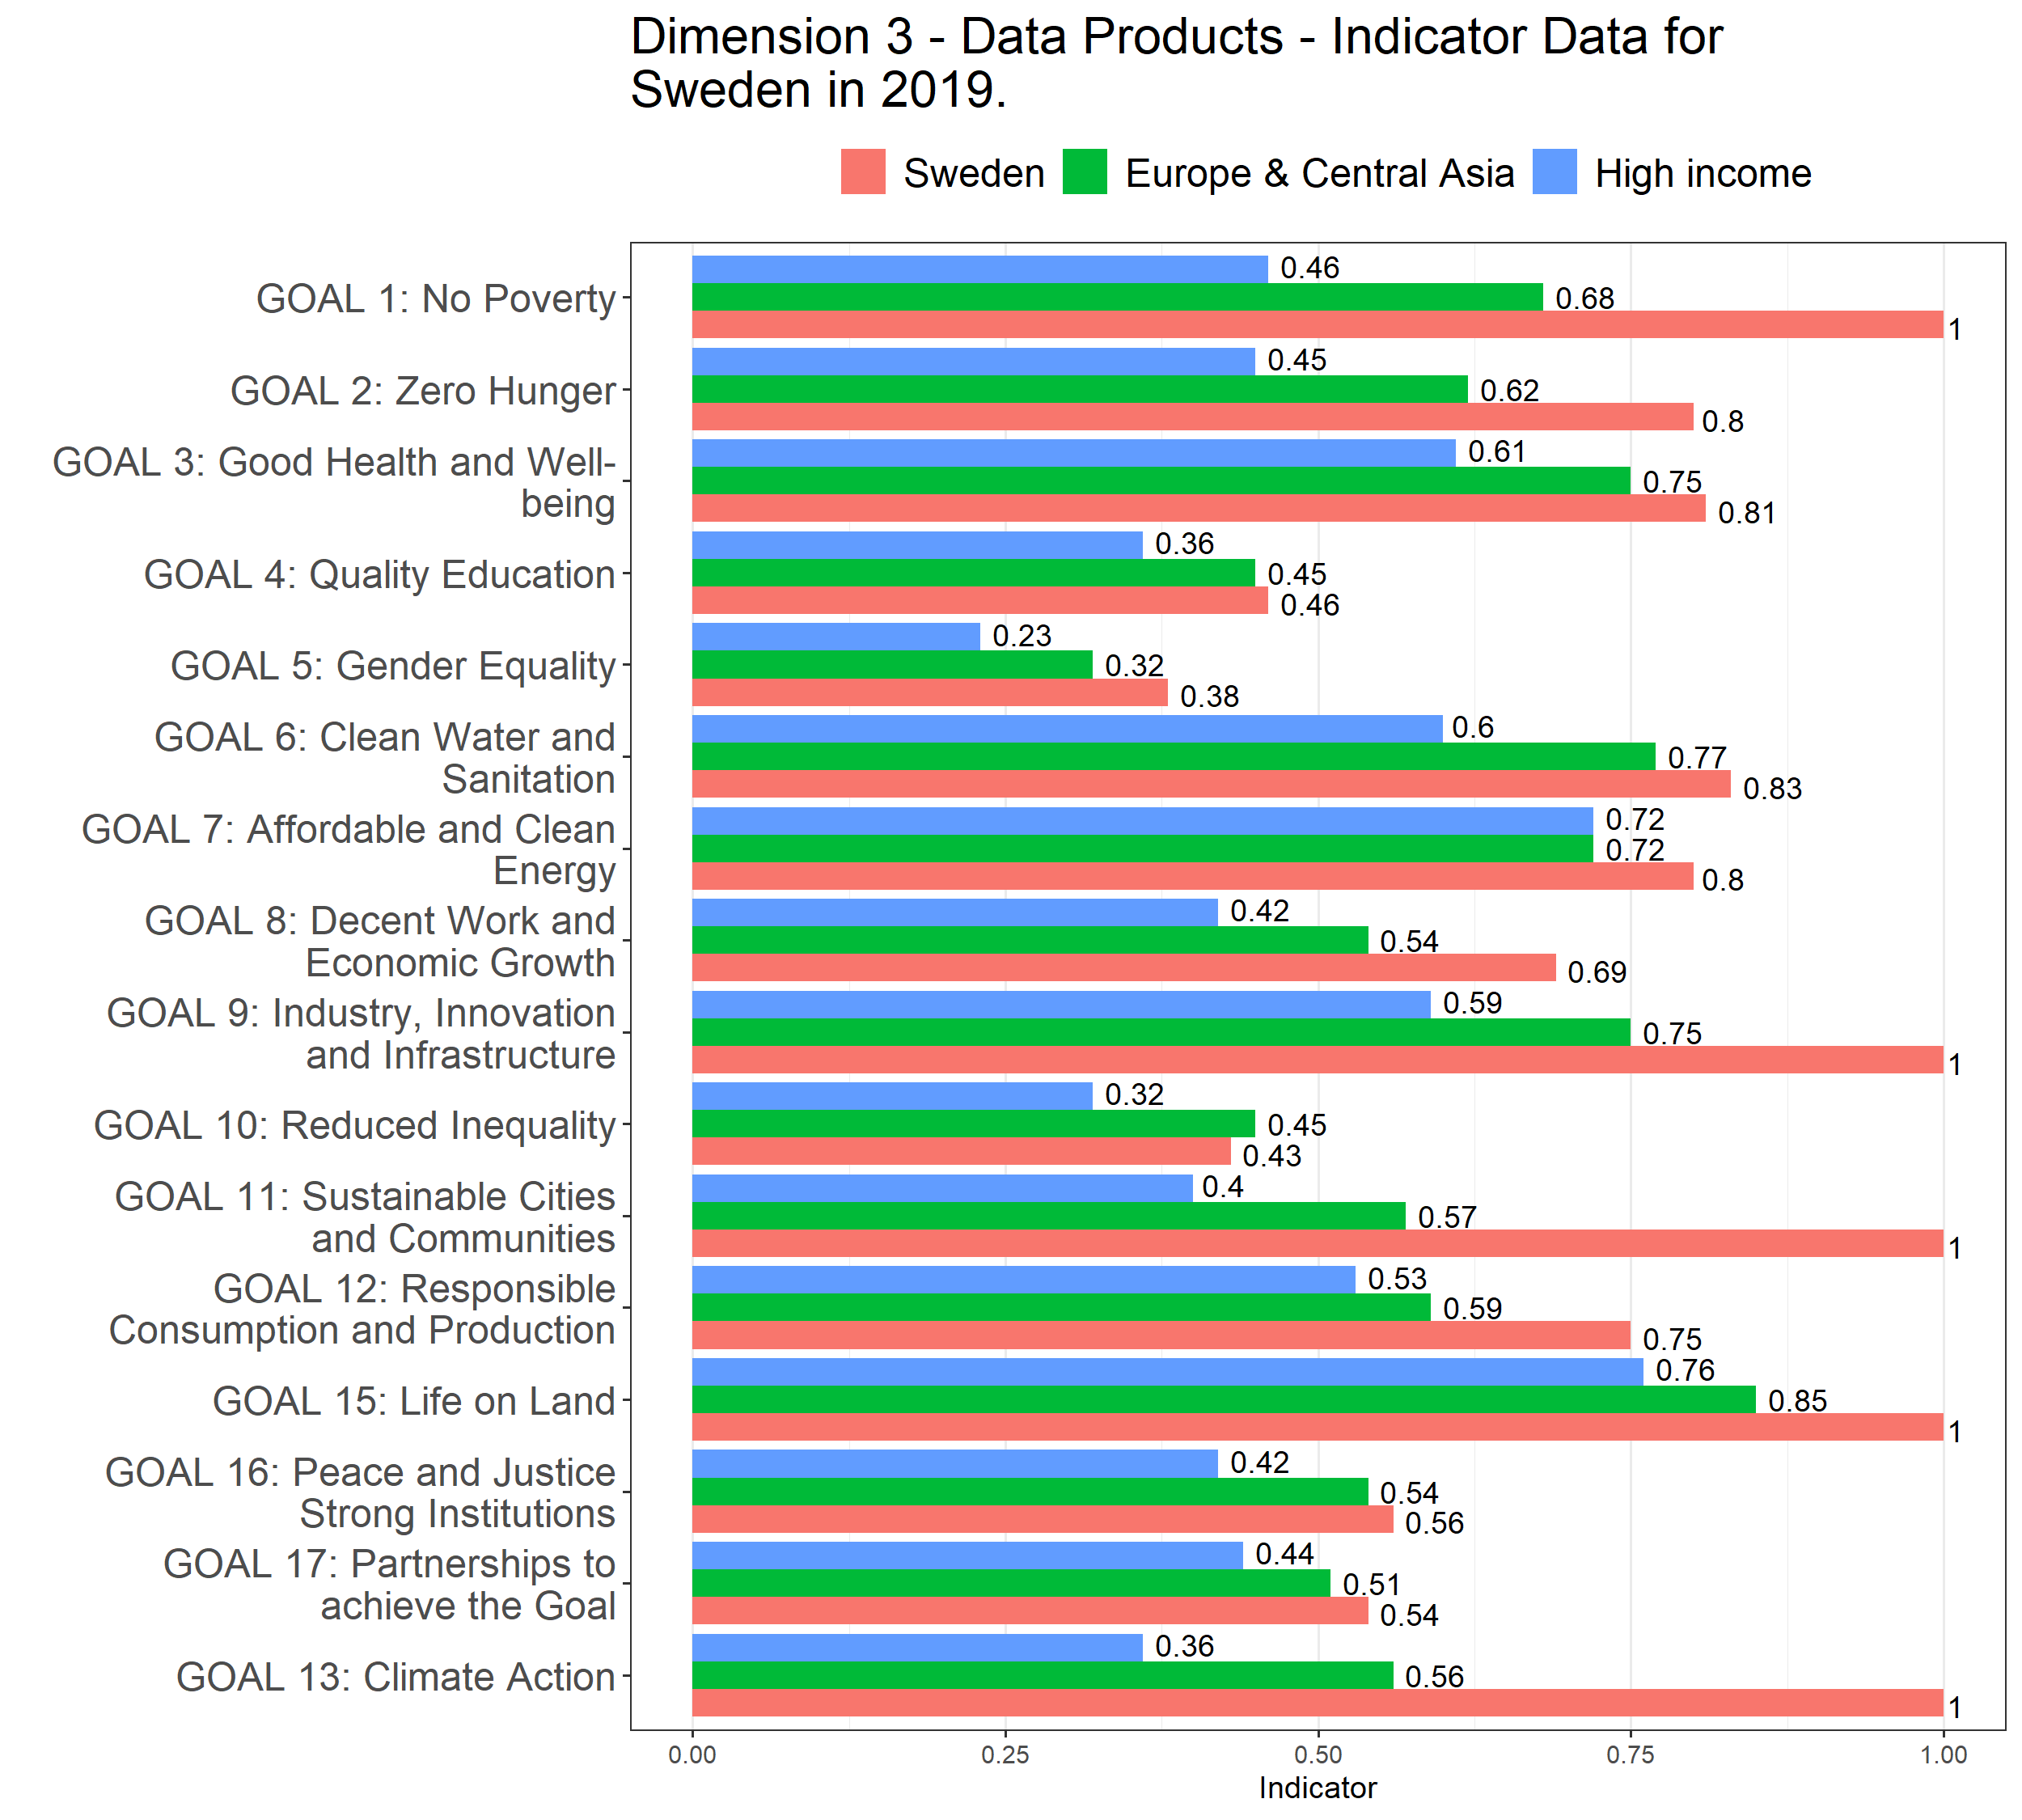 Dimension 3 - Data Products - Indicator Data for
Sweden in 2019.
Sweden Europe & Central Asia High income
GOAL 1: No Poverty
0.46
0.68
1
GOAL 2: Zero Hunger
0.45
0.62
0.8
GOAL 3: Good Health and Well-
being
0.61
0.75
0.81
GOAL 4: Quality Education
0.36
0.45
0.46
GOAL 5: Gender Equality
0.23
0.32
0.38
GOAL 6: Clean Water and
Sanitation
0.6
0.77
0.83
GOAL 7: Affordable and Clean
Energy
0.72
0.72
0.8
GOAL 8: Decent Work and
Economic Growth
0.42
0.54
0.69
GOAL 9: Industry, Innovation
and Infrastructure
0.59
0.75
1
GOAL 10: Reduced Inequality
0.32
0.45
0.43
GOAL 11: Sustainable Cities
and Communities
0.4
0.57
1
GOAL 12: Responsible
Consumption and Production
0.53
0.59
0.75
GOAL 15: Life on Land
0.76
0.85
1
GOAL 16: Peace and Justice
Strong Institutions
0.42
0.54
0.56
GOAL 17: Partnerships to
achieve the Goal
0.44
0.51
0.54
GOAL 13: Climate Action
0.36
0.56
1
0.00 0.25 0.50 0.75 1.00
Indicator